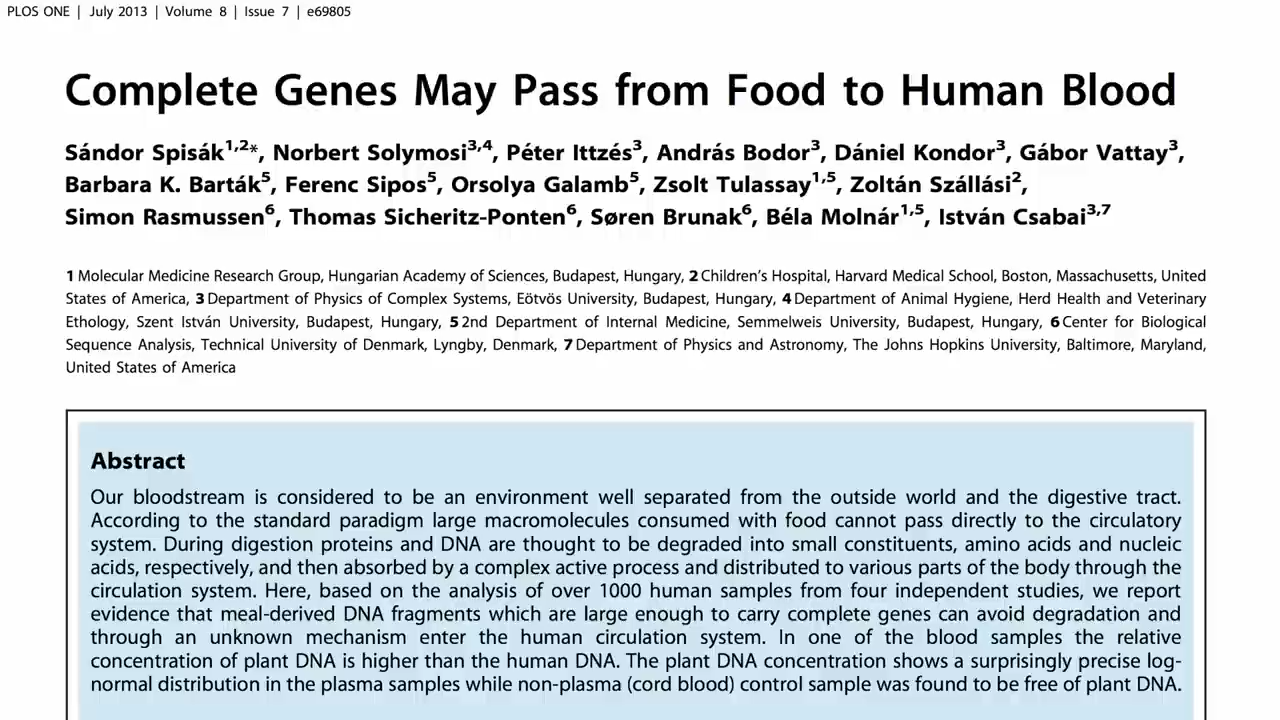 PLOS ONE | July 2013 | Volume 8 | Issue 7 | e69805
Complete Genes May Pass from Food to Human Blood
Sándor Spisák1,2*, Norbert Solymosi3,4, Péter Ittzés3, András Bodor3, Dániel Kondor3, Gábor Vattay3,
Barbara K. Barták5, Ferenc Sipos5, Orsolya Galamb5, Zsolt Tulassay1,5, Zoltán Szállási2,
Simon Rasmussen6, Thomas Sicheritz-Ponten6, Søren Brunak6, Béla Molnár1,5, István Csabai3,7
1 Molecular Medicine Research Group, Hungarian Academy of Sciences, Budapest, Hungary, 2 Children's Hospital, Harvard Medical School, Boston, Massachusetts, United
States of America, 3 Department of Physics of Complex Systems, Eötvös University, Budapest, Hungary, 4 Department of Animal Hygiene, Herd Health and Veterinary
Ethology, Szent István University, Budapest, Hungary, 5 2nd Department of Internal Medicine, Semmelweis University, Budapest, Hungary, 6 Center for Biological
Sequence Analysis, Technical University of Denmark, Lyngby, Denmark, 7 Department of Physics and Astronomy, The Johns Hopkins University, Baltimore, Maryland,
United States of America
Abstract
Our bloodstream is considered to be an environment well separated from the outside world and the digestive tract.
According to the standard paradigm large macromolecules consumed with food cannot pass directly to the circulatory
system. During digestion proteins and DNA are thought to be degraded into small constituents, amino acids and nucleic
acids, respectively, and then absorbed by a complex active process and distributed to various parts of the body through the
circulation system. Here, based on the analysis of over 1000 human samples from four independent studies, we report
evidence that meal-derived DNA fragments which are large enough to carry complete genes can avoid degradation and
through an unknown mechanism enter the human circulation system. In one of the blood samples the relative
concentration of plant DNA is higher than the human DNA. The plant DNA concentration shows a surprisingly precise log-
normal distribution in the plasma samples while non-plasma (cord blood) control sample was found to be free of plant DNA.